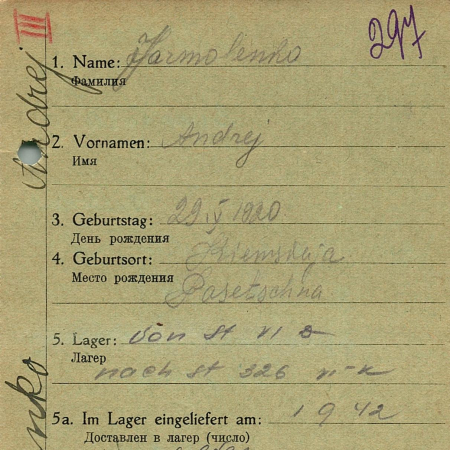 III
297
1. Name: Jarmolenko
Фамилия
Andrej
2. Vornamen: Andrej
Имя
3. Geburtstag: 29. V 1920
День рождения
4. Geburtsort:
Место рождения
5. Lager: von st VI
Лагер
nach st 326 VI-K
5a. Im Lager eingeliefert am: 1942
Доставлен в лагер (число)
nko